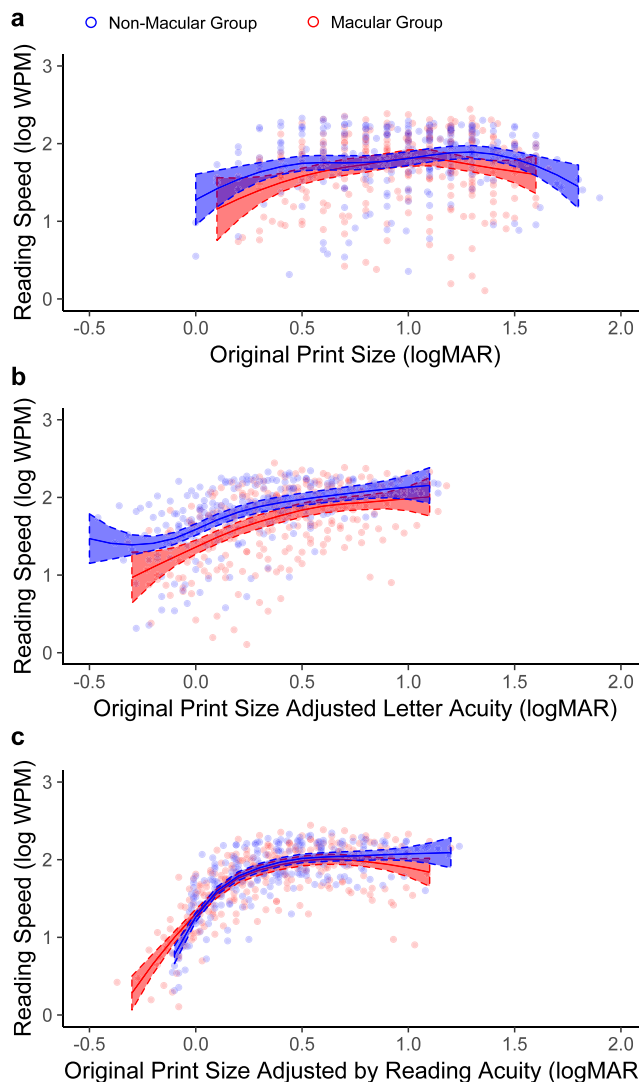 a
Non-Macular Group
Macular Group
Reading Speed (log WPM)
3
2
1
0
-0.5 0.0 0.5 1.0 1.5 2.0
Original Print Size (logMAR)
b
Reading Speed (log WPM)
3
2
1
0
-0.5 0.0 0.5 1.0 1.5 2.0
Original Print Size Adjusted Letter Acuity (logMAR)
c
Reading Speed (log WPM)
3
2
1
0
-0.5 0.0 0.5 1.0 1.5 2.0
Original Print Size Adjusted by Reading Acuity (logMAR